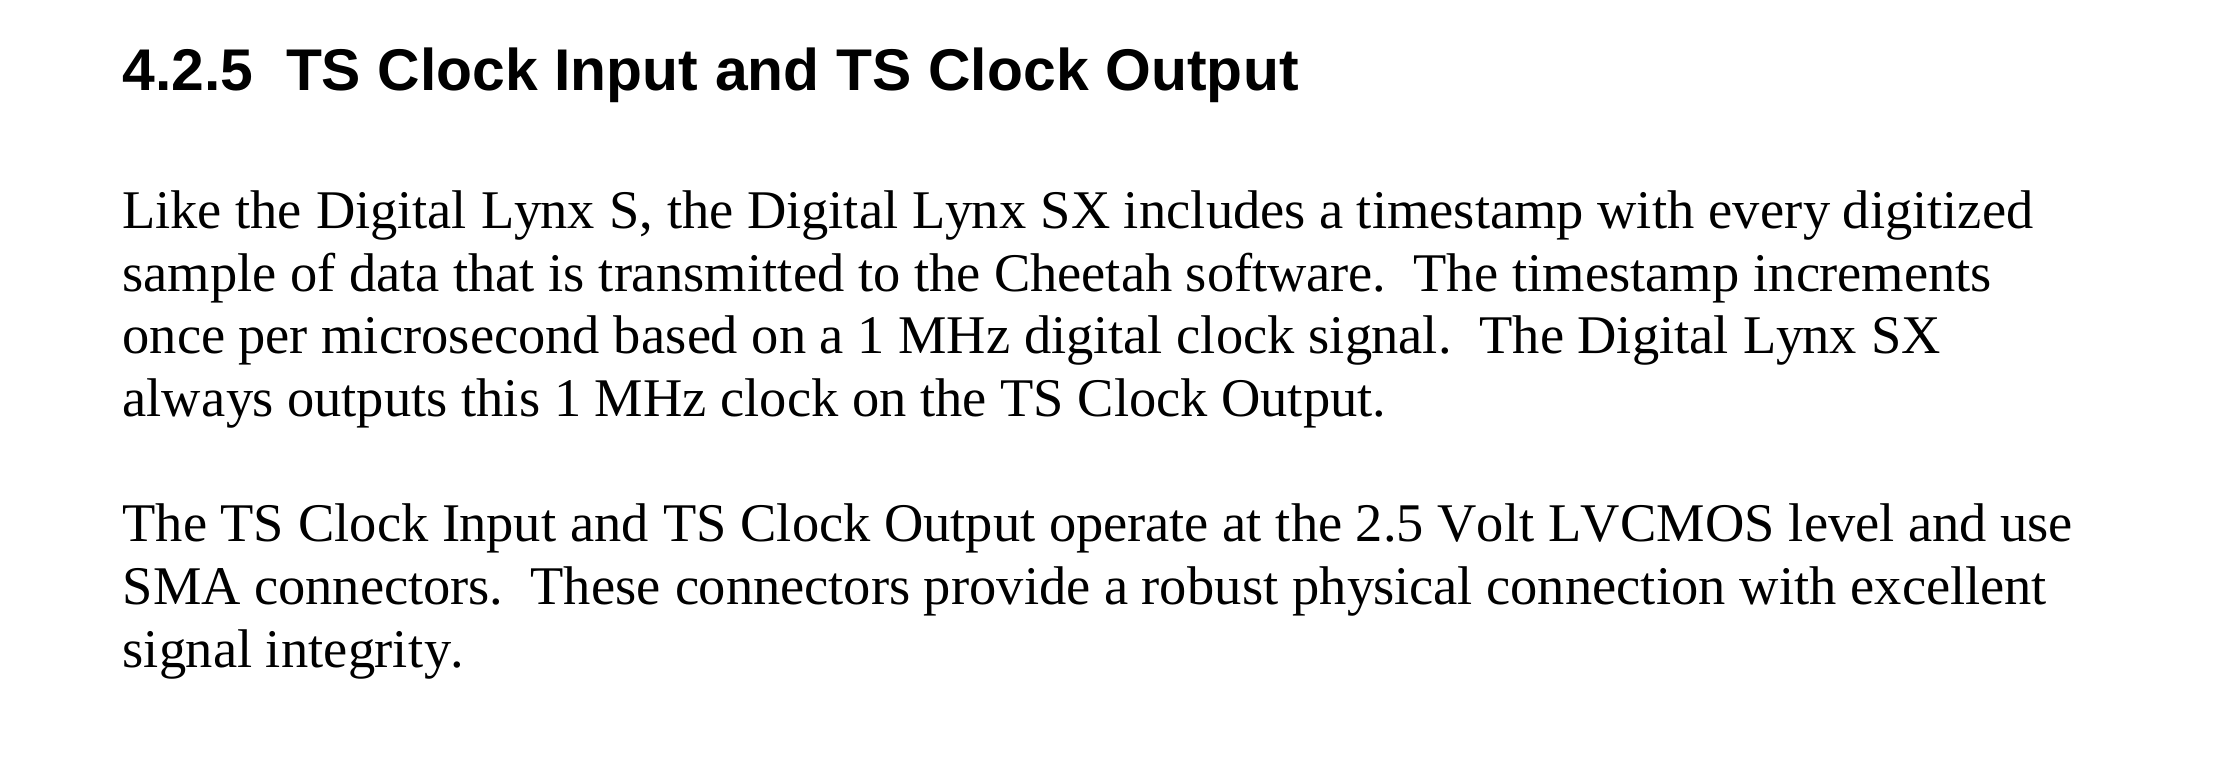 4.2.5  TS Clock Input and TS Clock Output
Like the Digital Lynx S, the Digital Lynx SX includes a timestamp with every digitized
sample of data that is transmitted to the Cheetah software.  The timestamp increments
once per microsecond based on a 1 MHz digital clock signal.  The Digital Lynx SX
always outputs this 1 MHz clock on the TS Clock Output.
The TS Clock Input and TS Clock Output operate at the 2.5 Volt LVCMOS level and use
SMA connectors.  These connectors provide a robust physical connection with excellent
signal integrity.